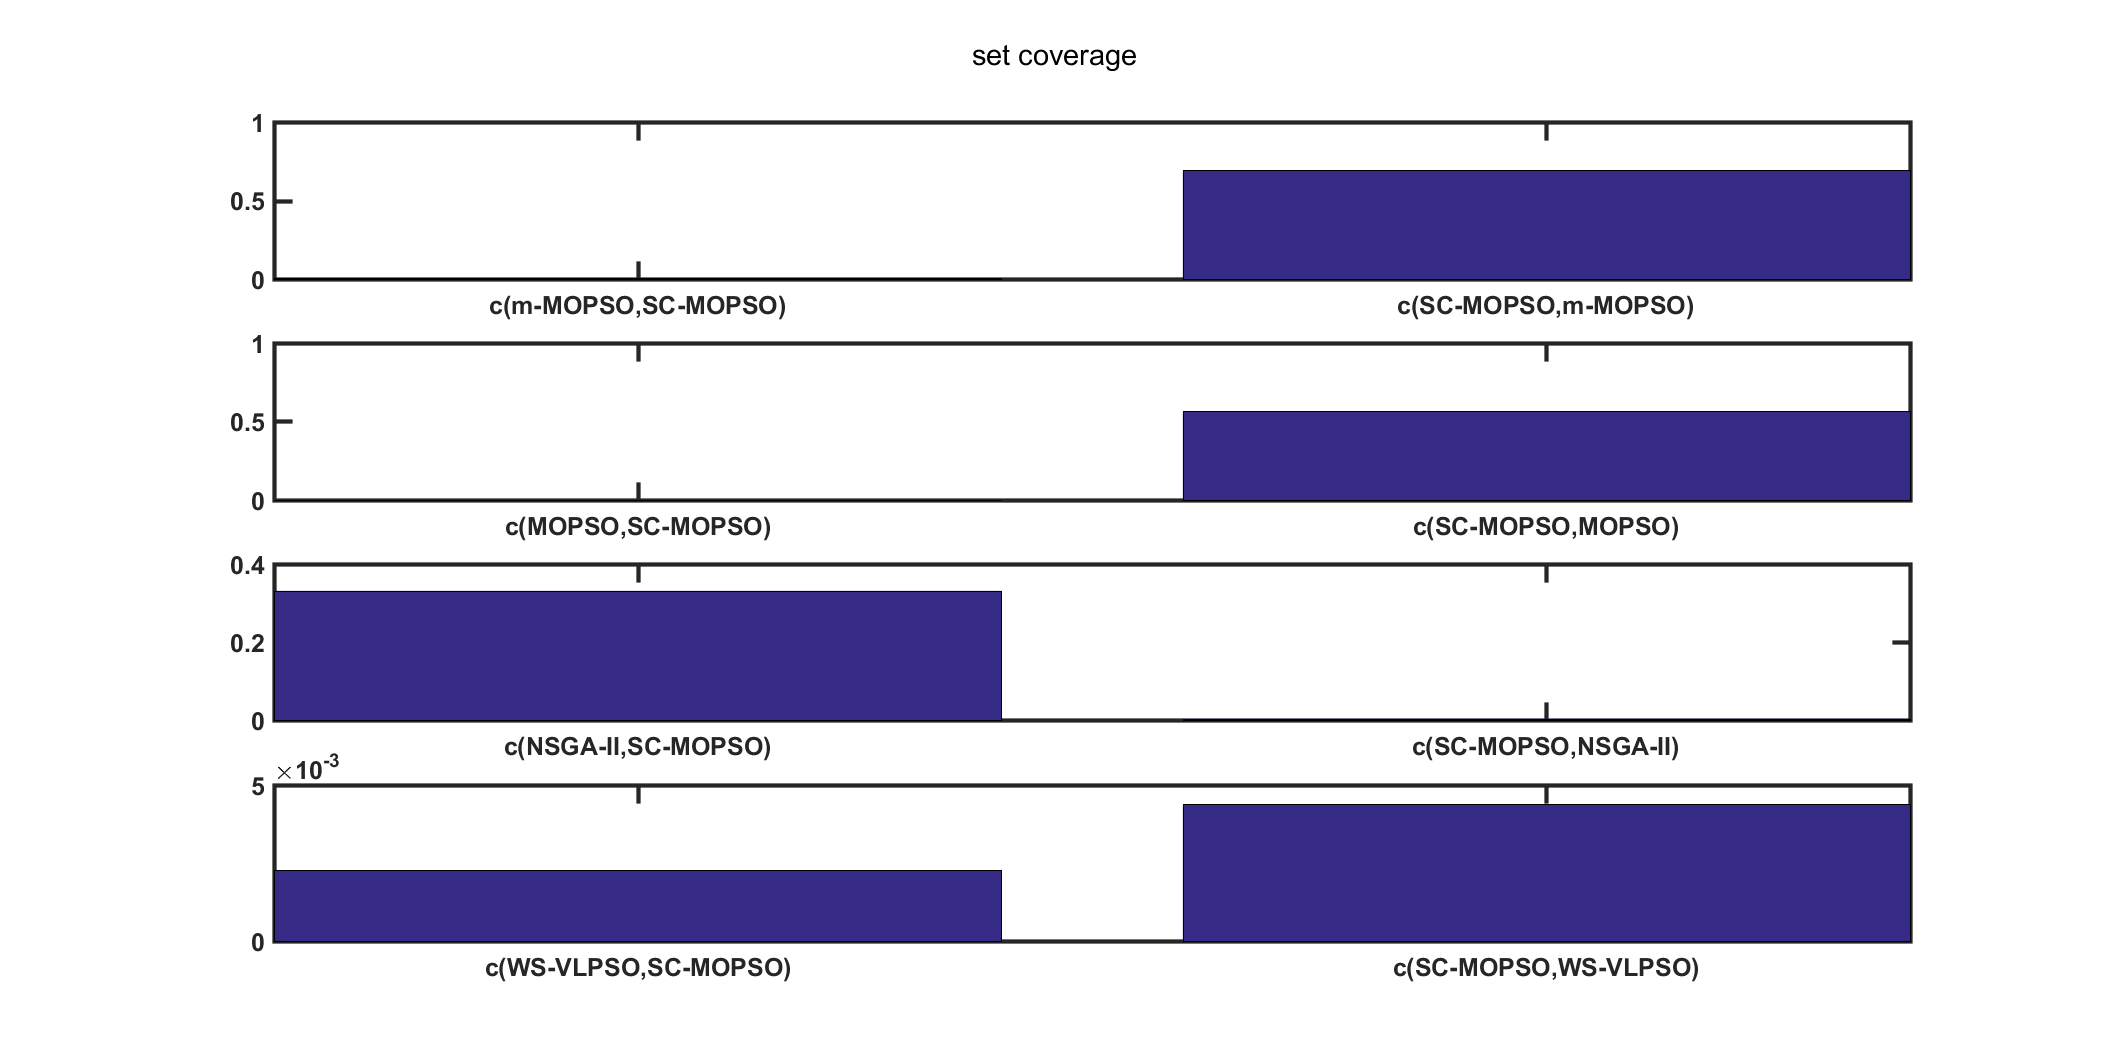 set coverage
1
0.5
0
c(m-MOPSO,SC-MOPSO) c(SC-MOPSO,m-MOPSO)
1
0.5
0
c(MOPSO,SC-MOPSO) c(SC-MOPSO,MOPSO)
0.4
0.2
0
c(NSGA-II,SC-MOPSO) c(SC-MOPSO,NSGA-II)
×10⁻³
5
0
c(WS-VLPSO,SC-MOPSO) c(SC-MOPSO,WS-VLPSO)